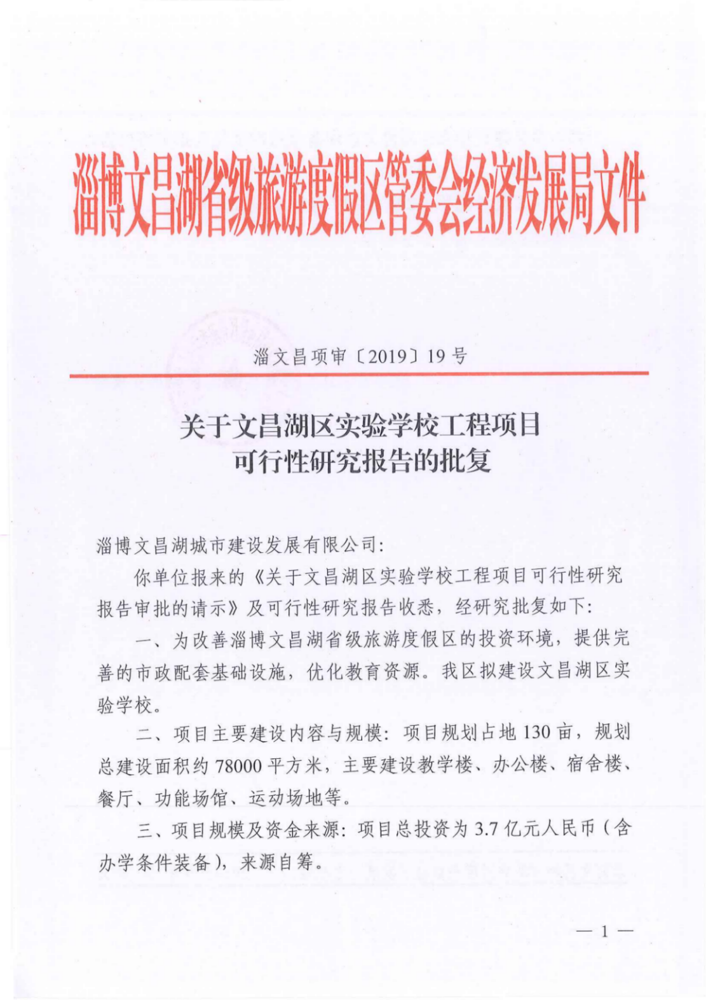 淄博文昌湖省级旅游度假区管委会经济发展局文件
淄文昌项审〔2019〕19号
关于文昌湖区实验学校工程项目
可行性研究报告的批复
淄博文昌湖城市建设发展有限公司：
你单位报来的《关于文昌湖区实验学校工程项目可行性研究
报告审批的请示》及可行性研究报告收悉，经研究批复如下：
一、为改善淄博文昌湖省级旅游度假区的投资环境，提供完
善的市政配套基础设施，优化教育资源。我区拟建设文昌湖区实
验学校。
二、项目主要建设内容与规模：项目规划占地130亩，规划
总建设面积约78000平方米，主要建设教学楼、办公楼、宿舍楼、
餐厅、功能场馆、运动场地等。
三、项目规模及资金来源：项目总投资为3.7亿元人民币（含
办学条件装备），来源自筹。
— 1 —